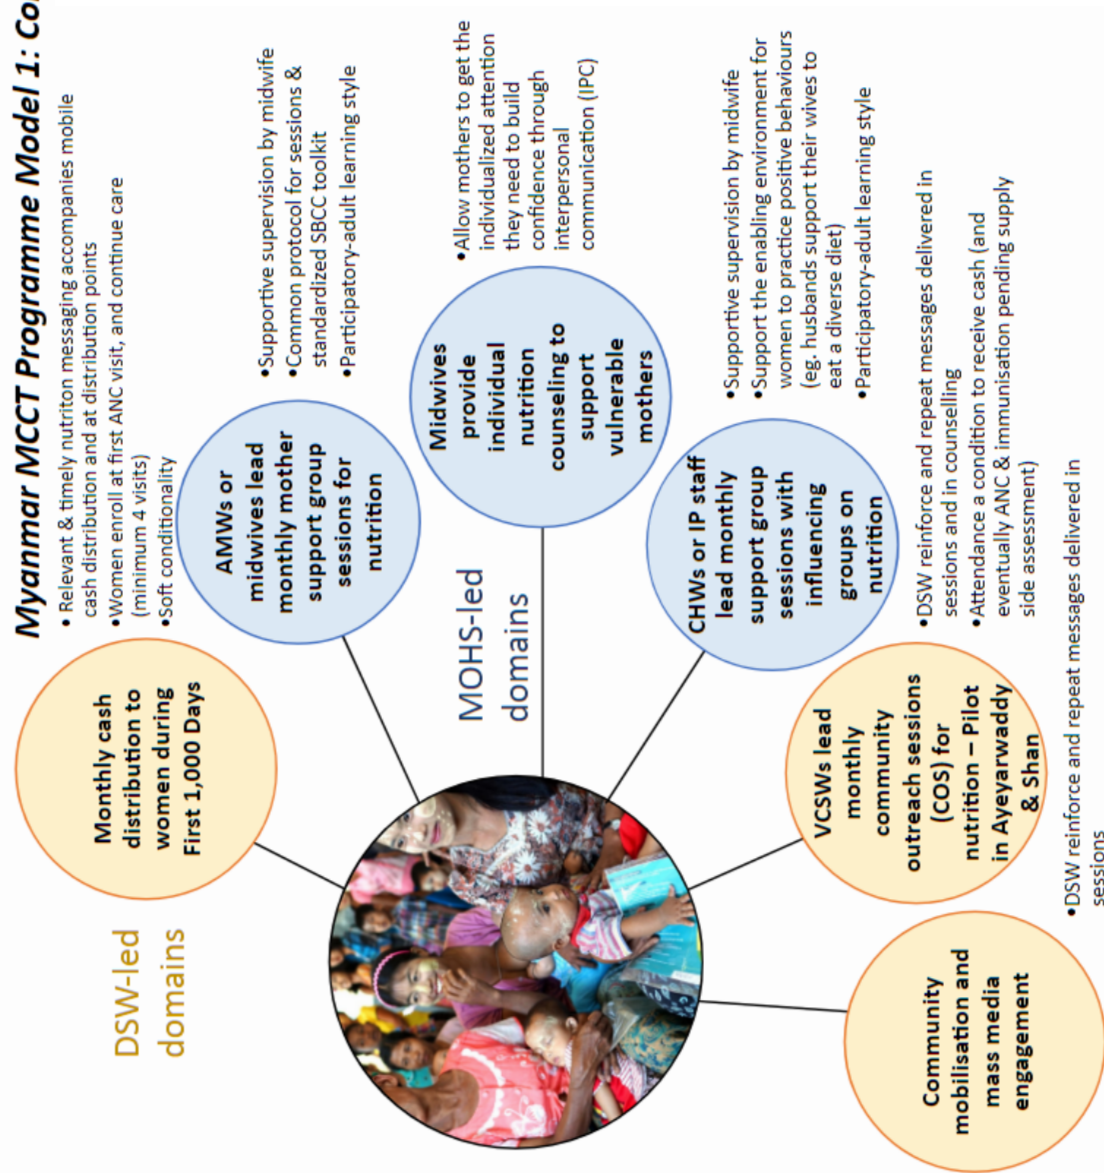 Myanmar MCCT Programme Model 1: Co
DSW-led
domains
Monthly cash
distribution to
women during
First 1,000 Days
• Relevant & timely nutriton messaging accompanies mobile
cash distribution and at distribution points
•Women enroll at first ANC visit, and continue care
(minimum 4 visits)
•Soft conditionality
AMWs or
midwives lead
monthly mother
support group
sessions for
nutrition
•Supportive supervision by midwife
•Common protocol for sessions &
standardized SBCC toolkit
•Participatory-adult learning style
MOHS-led
domains
Midwives
provide
individual
nutrition
counseling to
support
vulnerable
mothers
•Allow mothers to get the
individualized attention
they need to build
confidence through
interpersonal
communication (IPC)
CHWs or IP staff
lead monthly
support group
sessions with
influencing
groups on
nutrition
•Supportive supervision by midwife
•Support the enabling environment for
women to practice positive behaviours
(eg. husbands support their wives to
eat a diverse diet)
•Participatory-adult learning style
VCSWs lead
monthly
community
outreach sessions
(COS) for
nutrition – Pilot
in Ayeyarwaddy
& Shan
•DSW reinforce and repeat messages delivered in
sessions and in counselling
•Attendance a condition to receive cash (and
eventually ANC & immunisation pending supply
side assessment)
Community
mobilisation and
mass media
engagement
•DSW reinforce and repeat messages delivered in
sessions